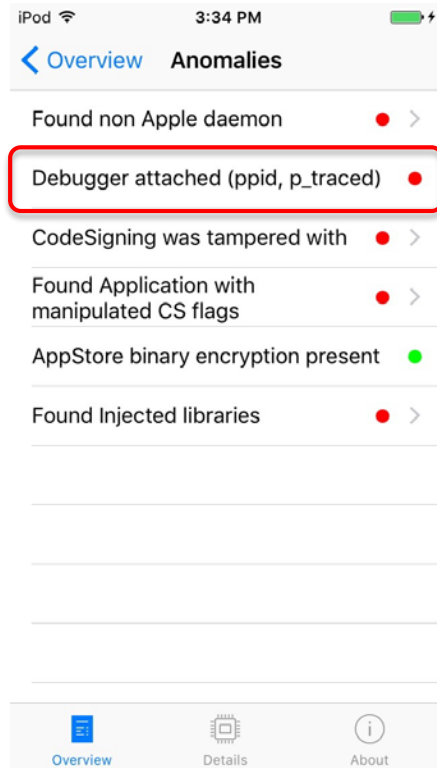 iPod 3:34 PM
Overview Anomalies
Found non Apple daemon
Debugger attached (ppid, p_traced)
CodeSigning was tampered with
Found Application with
manipulated CS flags
AppStore binary encryption present
Found Injected libraries
Overview Details About